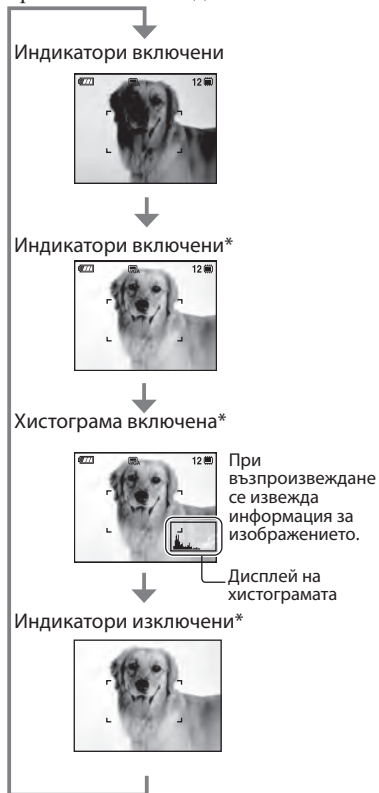 Индикатори включени
12
Индикатори включени*
12
Хистограма включена*
12
При
възпроизвеждане
се извежда
информация за
изображението.
Дисплей на
хистограмата
Индикатори изключени*